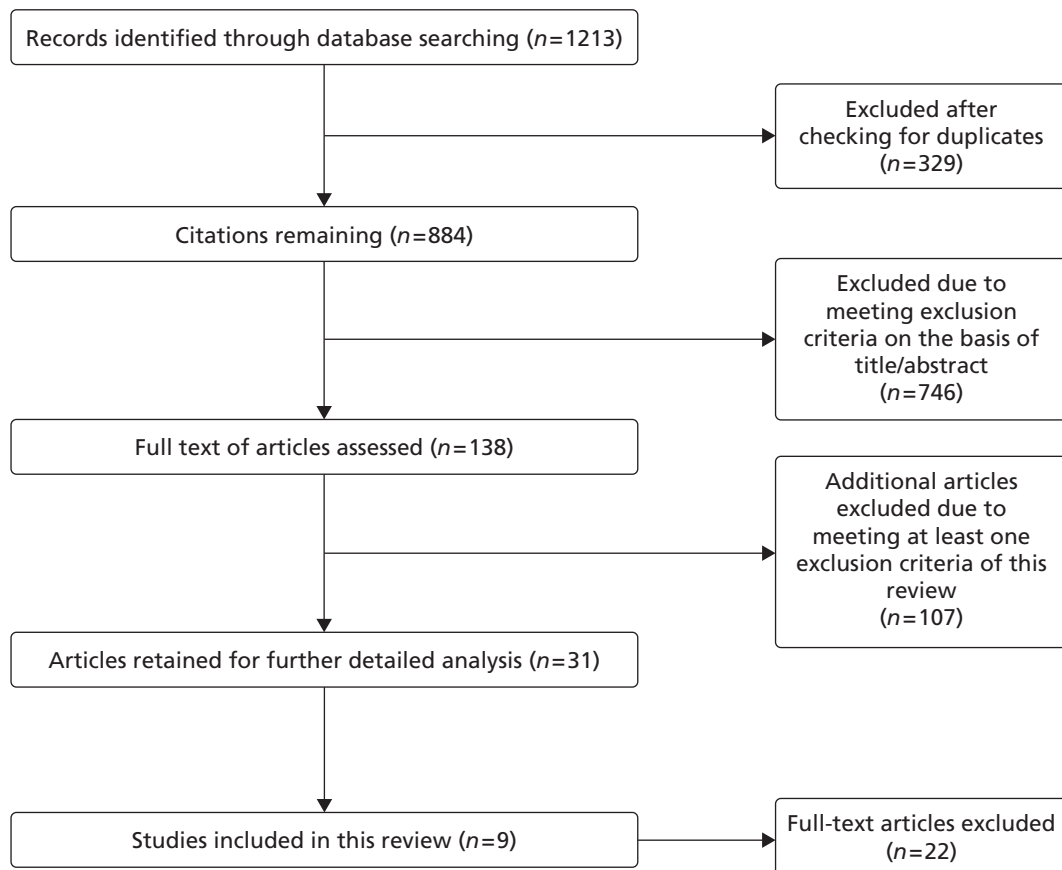 Records identified through database searching (n=1213)
Excluded after
checking for duplicates
(n=329)
Citations remaining (n=884)
Excluded due to
meeting exclusion
criteria on the basis of
title/abstract
(n=746)
Full text of articles assessed (n=138)
Additional articles
excluded due to
meeting at least one
exclusion criteria of this
review
(n=107)
Articles retained for further detailed analysis (n=31)
Studies included in this review (n=9)
Full-text articles excluded
(n=22)